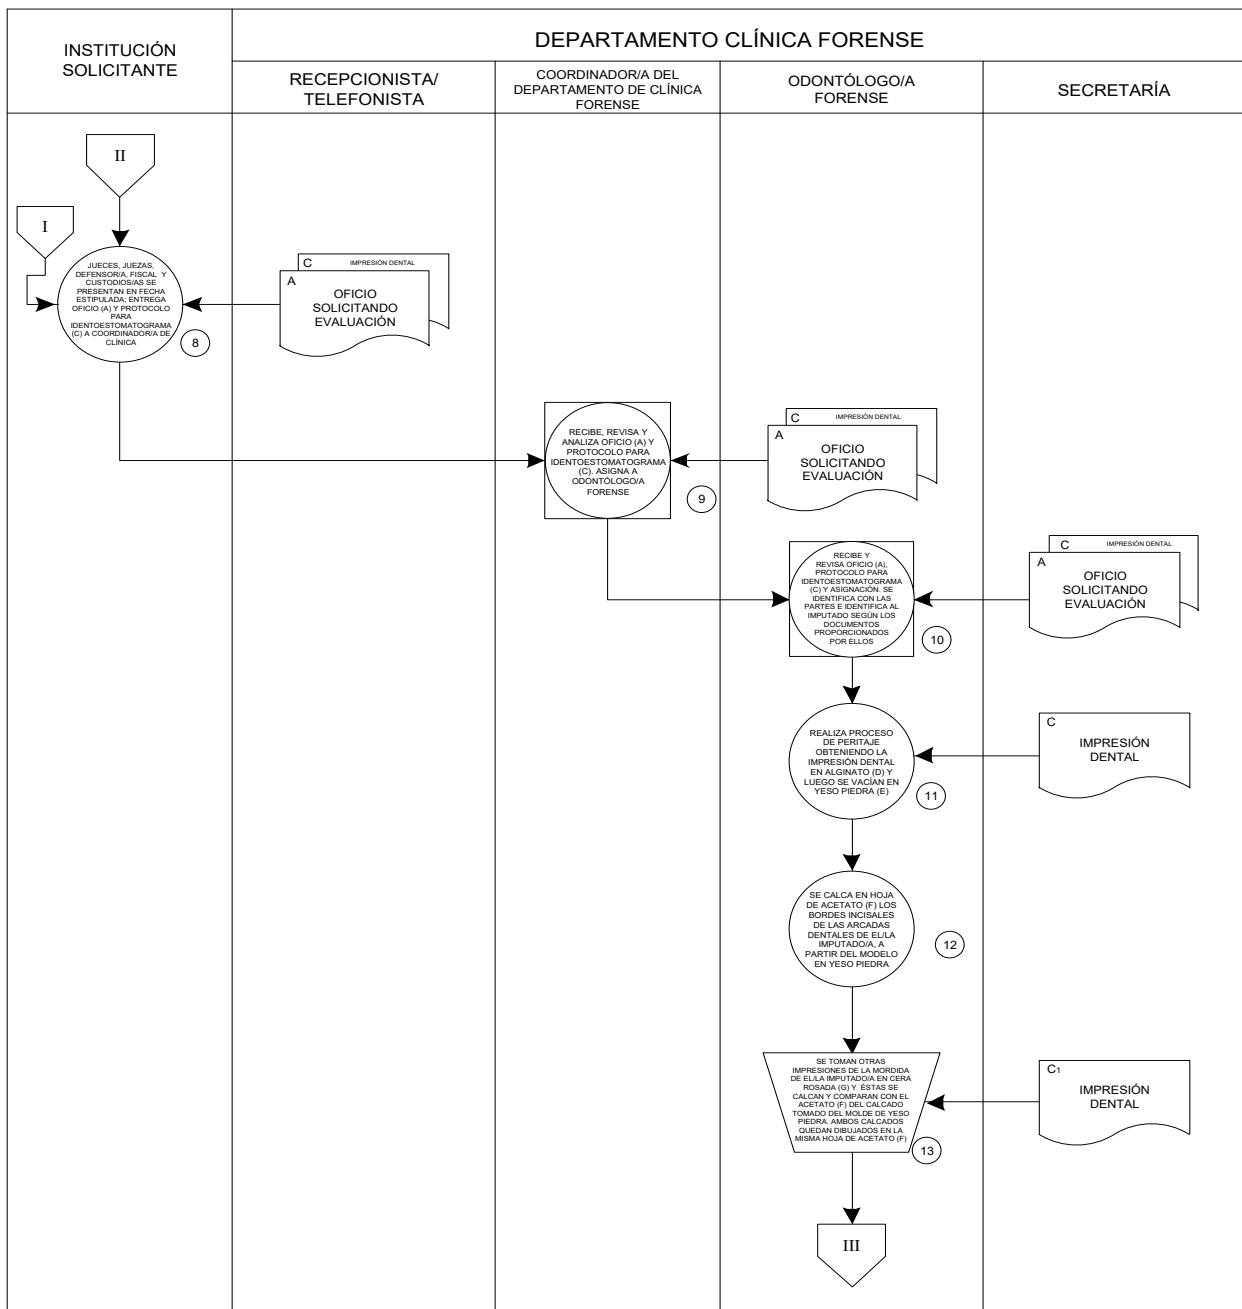 INSTITUCIÓN
SOLICITANTE
DEPARTAMENTO CLÍNICA FORENSE
RECEPCIONISTA/
TELEFONISTA
COORDINADOR/A DEL
DEPARTAMENTO DE CLÍNICA
FORENSE
ODONTÓLOGO/A
FORENSE
SECRETARÍA
II
I
JUECES, JUEZAS,
DEFENSOR/A, FISCAL Y
CUSTODIOS/AS SE
PRESENTAN EN FECHA
ESTIPULADA; ENTREGA
OFICIO (A) Y PROTOCOLO
PARA
IDENTOESTOMATOGRAMA
(C) A COORDINADOR/A DE
CLÍNICA
8
C IMPRESIÓN DENTAL
A
OFICIO
SOLICITANDO
EVALUACIÓN
RECIBE, REVISA Y
ANALIZA OFICIO (A) Y
PROTOCOLO PARA
IDENTOESTOMATOGRAMA
(C). ASIGNA A
ODONTÓLOGO/A
FORENSE
9
C IMPRESIÓN DENTAL
A
OFICIO
SOLICITANDO
EVALUACIÓN
RECIBE Y
REVISA OFICIO (A),
PROTOCOLO PARA
IDENTOESTOMATOGRAMA
(C) Y ASIGNACIÓN. SE
IDENTIFICA CON LAS
PARTES E IDENTIFICA AL
IMPUTADO SEGÚN LOS
DOCUMENTOS
PROPORCIONADOS
POR ELLOS
10
C IMPRESIÓN DENTAL
A
OFICIO
SOLICITANDO
EVALUACIÓN
REALIZA PROCESO
DE PERITAJE
OBTENIENDO LA
IMPRESIÓN DENTAL
EN ALGINATO (D) Y
LUEGO SE VACÍAN EN
YESO PIEDRA (E)
11
C
IMPRESIÓN
DENTAL
SE CALCA EN HOJA
DE ACETATO (F) LOS
BORDES INCISALES
DE LAS ARCADAS
DENTALES DE EL/LA
IMPUTADO/A, A
PARTIR DEL MODELO
EN YESO PIEDRA
12
SE TOMAN OTRAS
IMPRESIONES DE LA MORDIDA
DE EL/LA IMPUTADO/A EN CERA
ROSADA (G) Y ÉSTAS SE
CALCAN Y COMPARAN CON EL
ACETATO (F) DEL CALCADO
TOMADO DEL MOLDE DE YESO
PIEDRA. AMBOS CALCADOS
QUEDAN DIBUJADOS EN LA
MISMA HOJA DE ACETATO (F)
13
C1
IMPRESIÓN
DENTAL
III